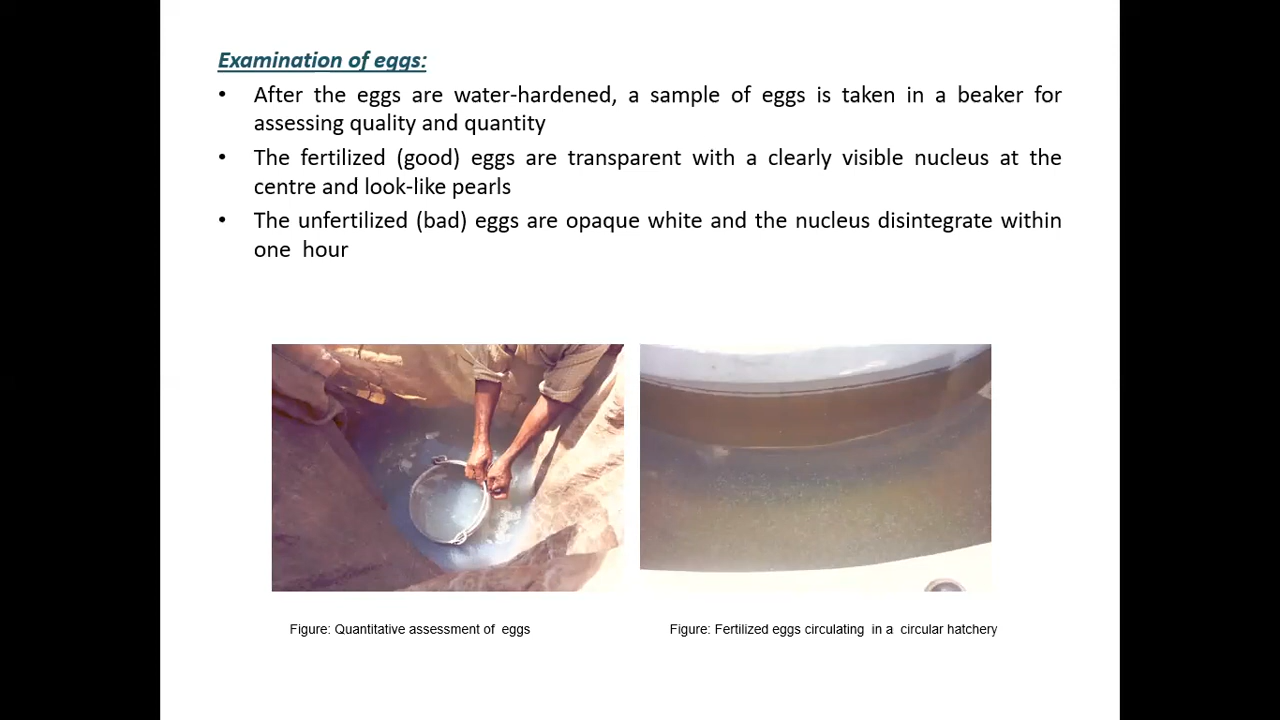 Examination of eggs:
• After the eggs are water-hardened, a sample of eggs is taken in a beaker for
assessing quality and quantity
• The fertilized (good) eggs are transparent with a clearly visible nucleus at the
centre and look-like pearls
• The unfertilized (bad) eggs are opaque white and the nucleus disintegrate within
one hour
Figure: Quantitative assessment of eggs
Figure: Fertilized eggs circulating in a circular hatchery